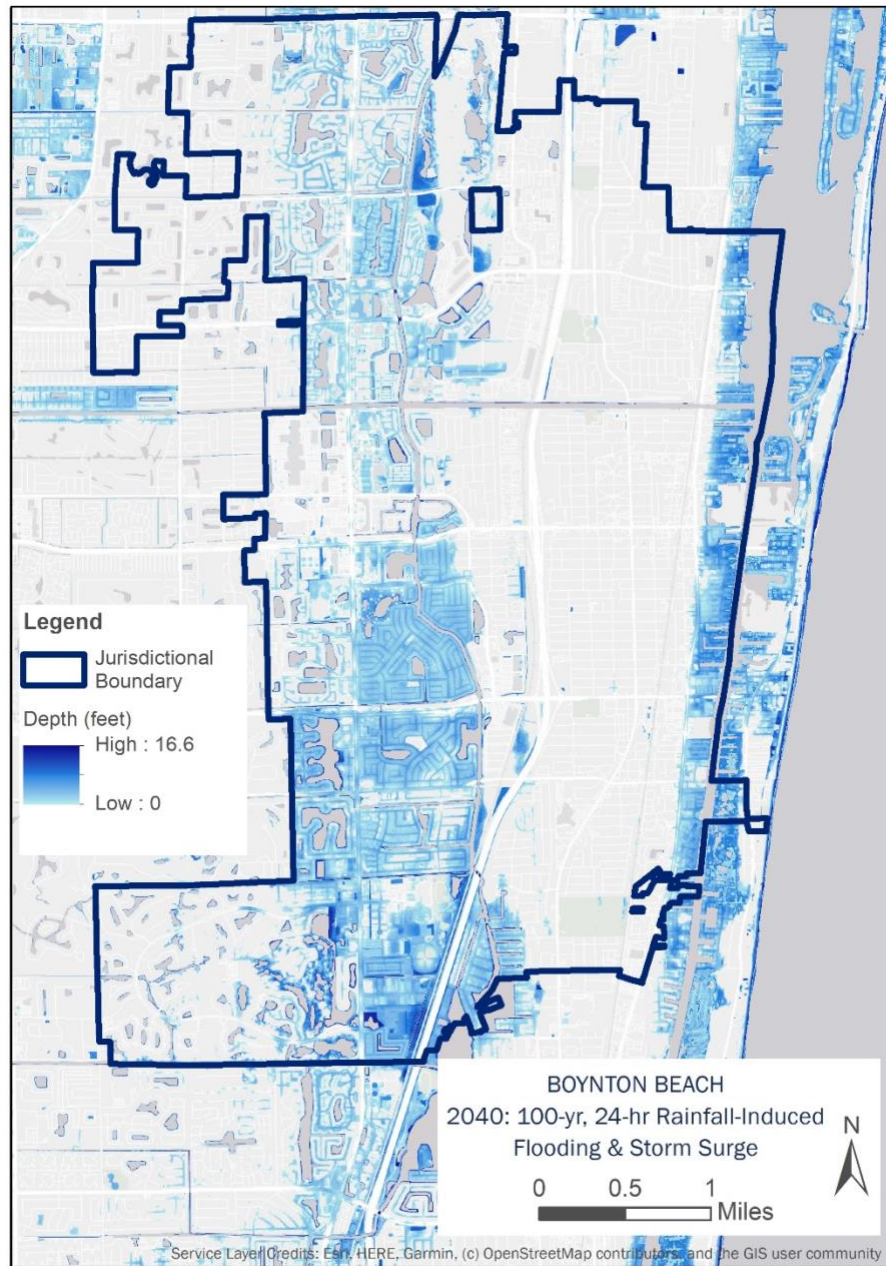 Legend
Jurisdictional
Boundary
Depth (feet)
High : 16.6
Low : 0
BOYNTON BEACH
2040: 100-yr, 24-hr Rainfall-Induced
Flooding & Storm Surge
N
0 0.5 1
Miles
Service Layer Credits: Esri, HERE, Garmin, (c) OpenStreetMap contributors, and the GIS user community